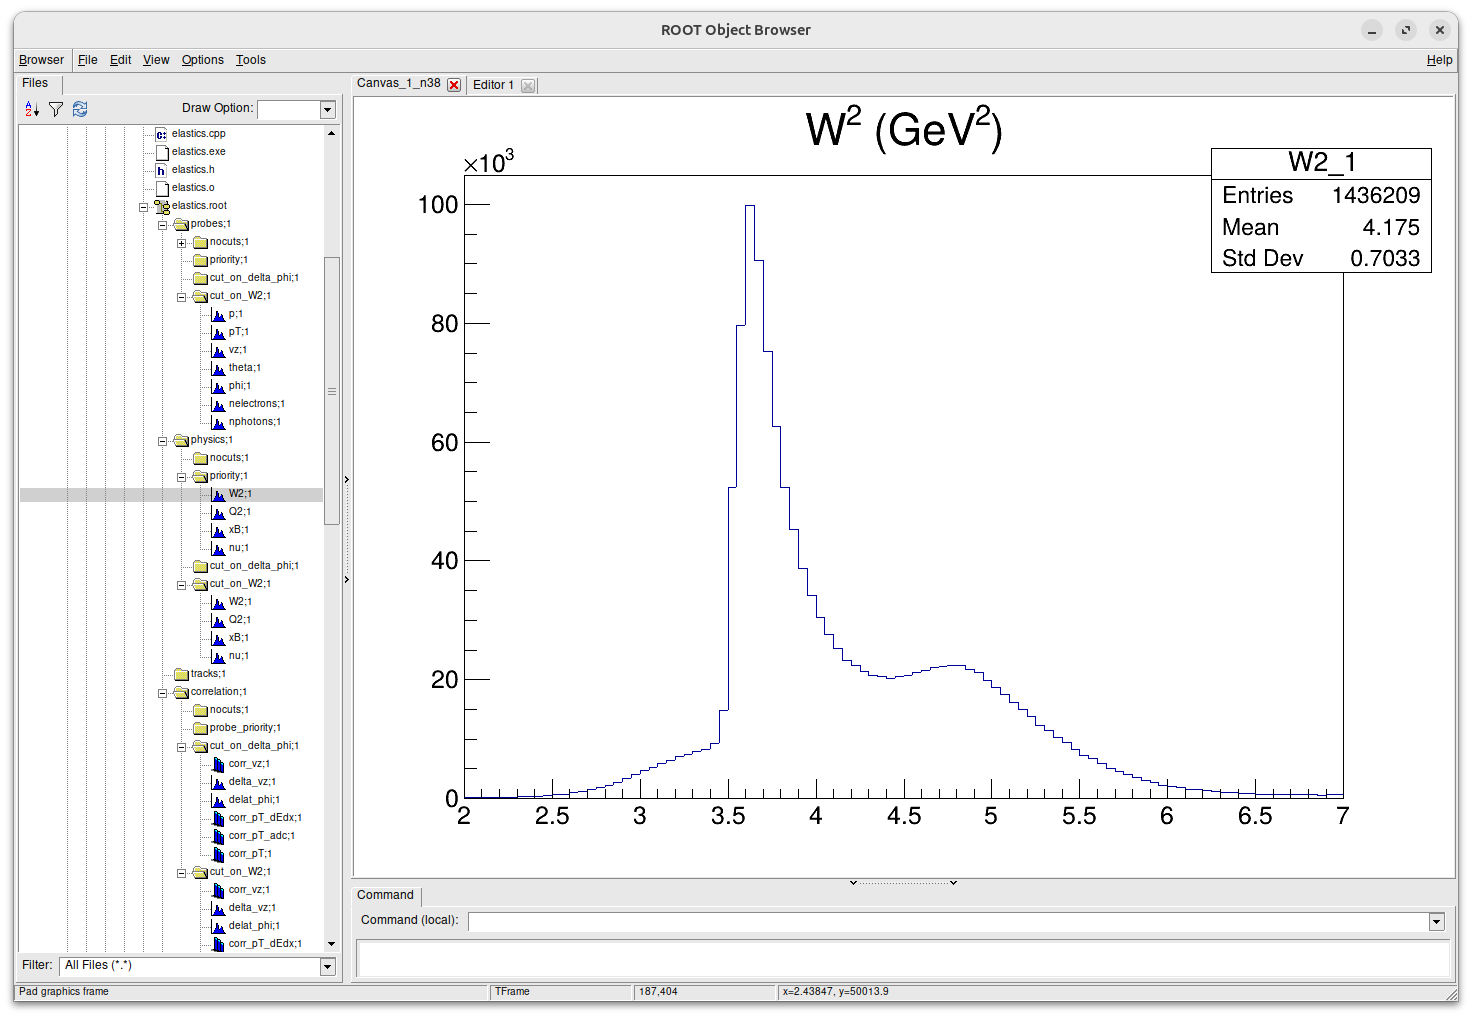 ROOT Object Browser
Browser File Edit View Options Tools Help
Files
Canvas_1_n38 Editor 1
Draw Option:
elastics.cpp
elastics.exe
elastics.h
elastics.o
elastics.root
probes;1
nocuts;1
priority;1
cut_on_delta_phi;1
cut_on_W2;1
p;1
pT;1
vz;1
theta;1
phi;1
nelectrons;1
nphotons;1
physics;1
nocuts;1
priority;1
W2;1
Q2;1
xB;1
nu;1
cut_on_delta_phi;1
cut_on_W2;1
W2;1
Q2;1
xB;1
nu;1
tracks;1
correlation;1
nocuts;1
probe_priority;1
cut_on_delta_phi;1
corr_vz;1
delta_vz;1
delat_phi;1
corr_pT_dEdx;1
corr_pT_adc;1
corr_pT;1
cut_on_W2;1
corr_vz;1
delta_vz;1
delat_phi;1
corr_pT_dEdx;1
Filter: All Files (*.*)
W² (GeV²)
×10³
W2_1
Entries 1436209
Mean 4.175
Std Dev 0.7033
100
80
60
40
20
0
2 2.5 3 3.5 4 4.5 5 5.5 6 6.5 7
Command
Command (local):
Pad graphics frame TFrame 187,404 x=2.43847, y=50013.9